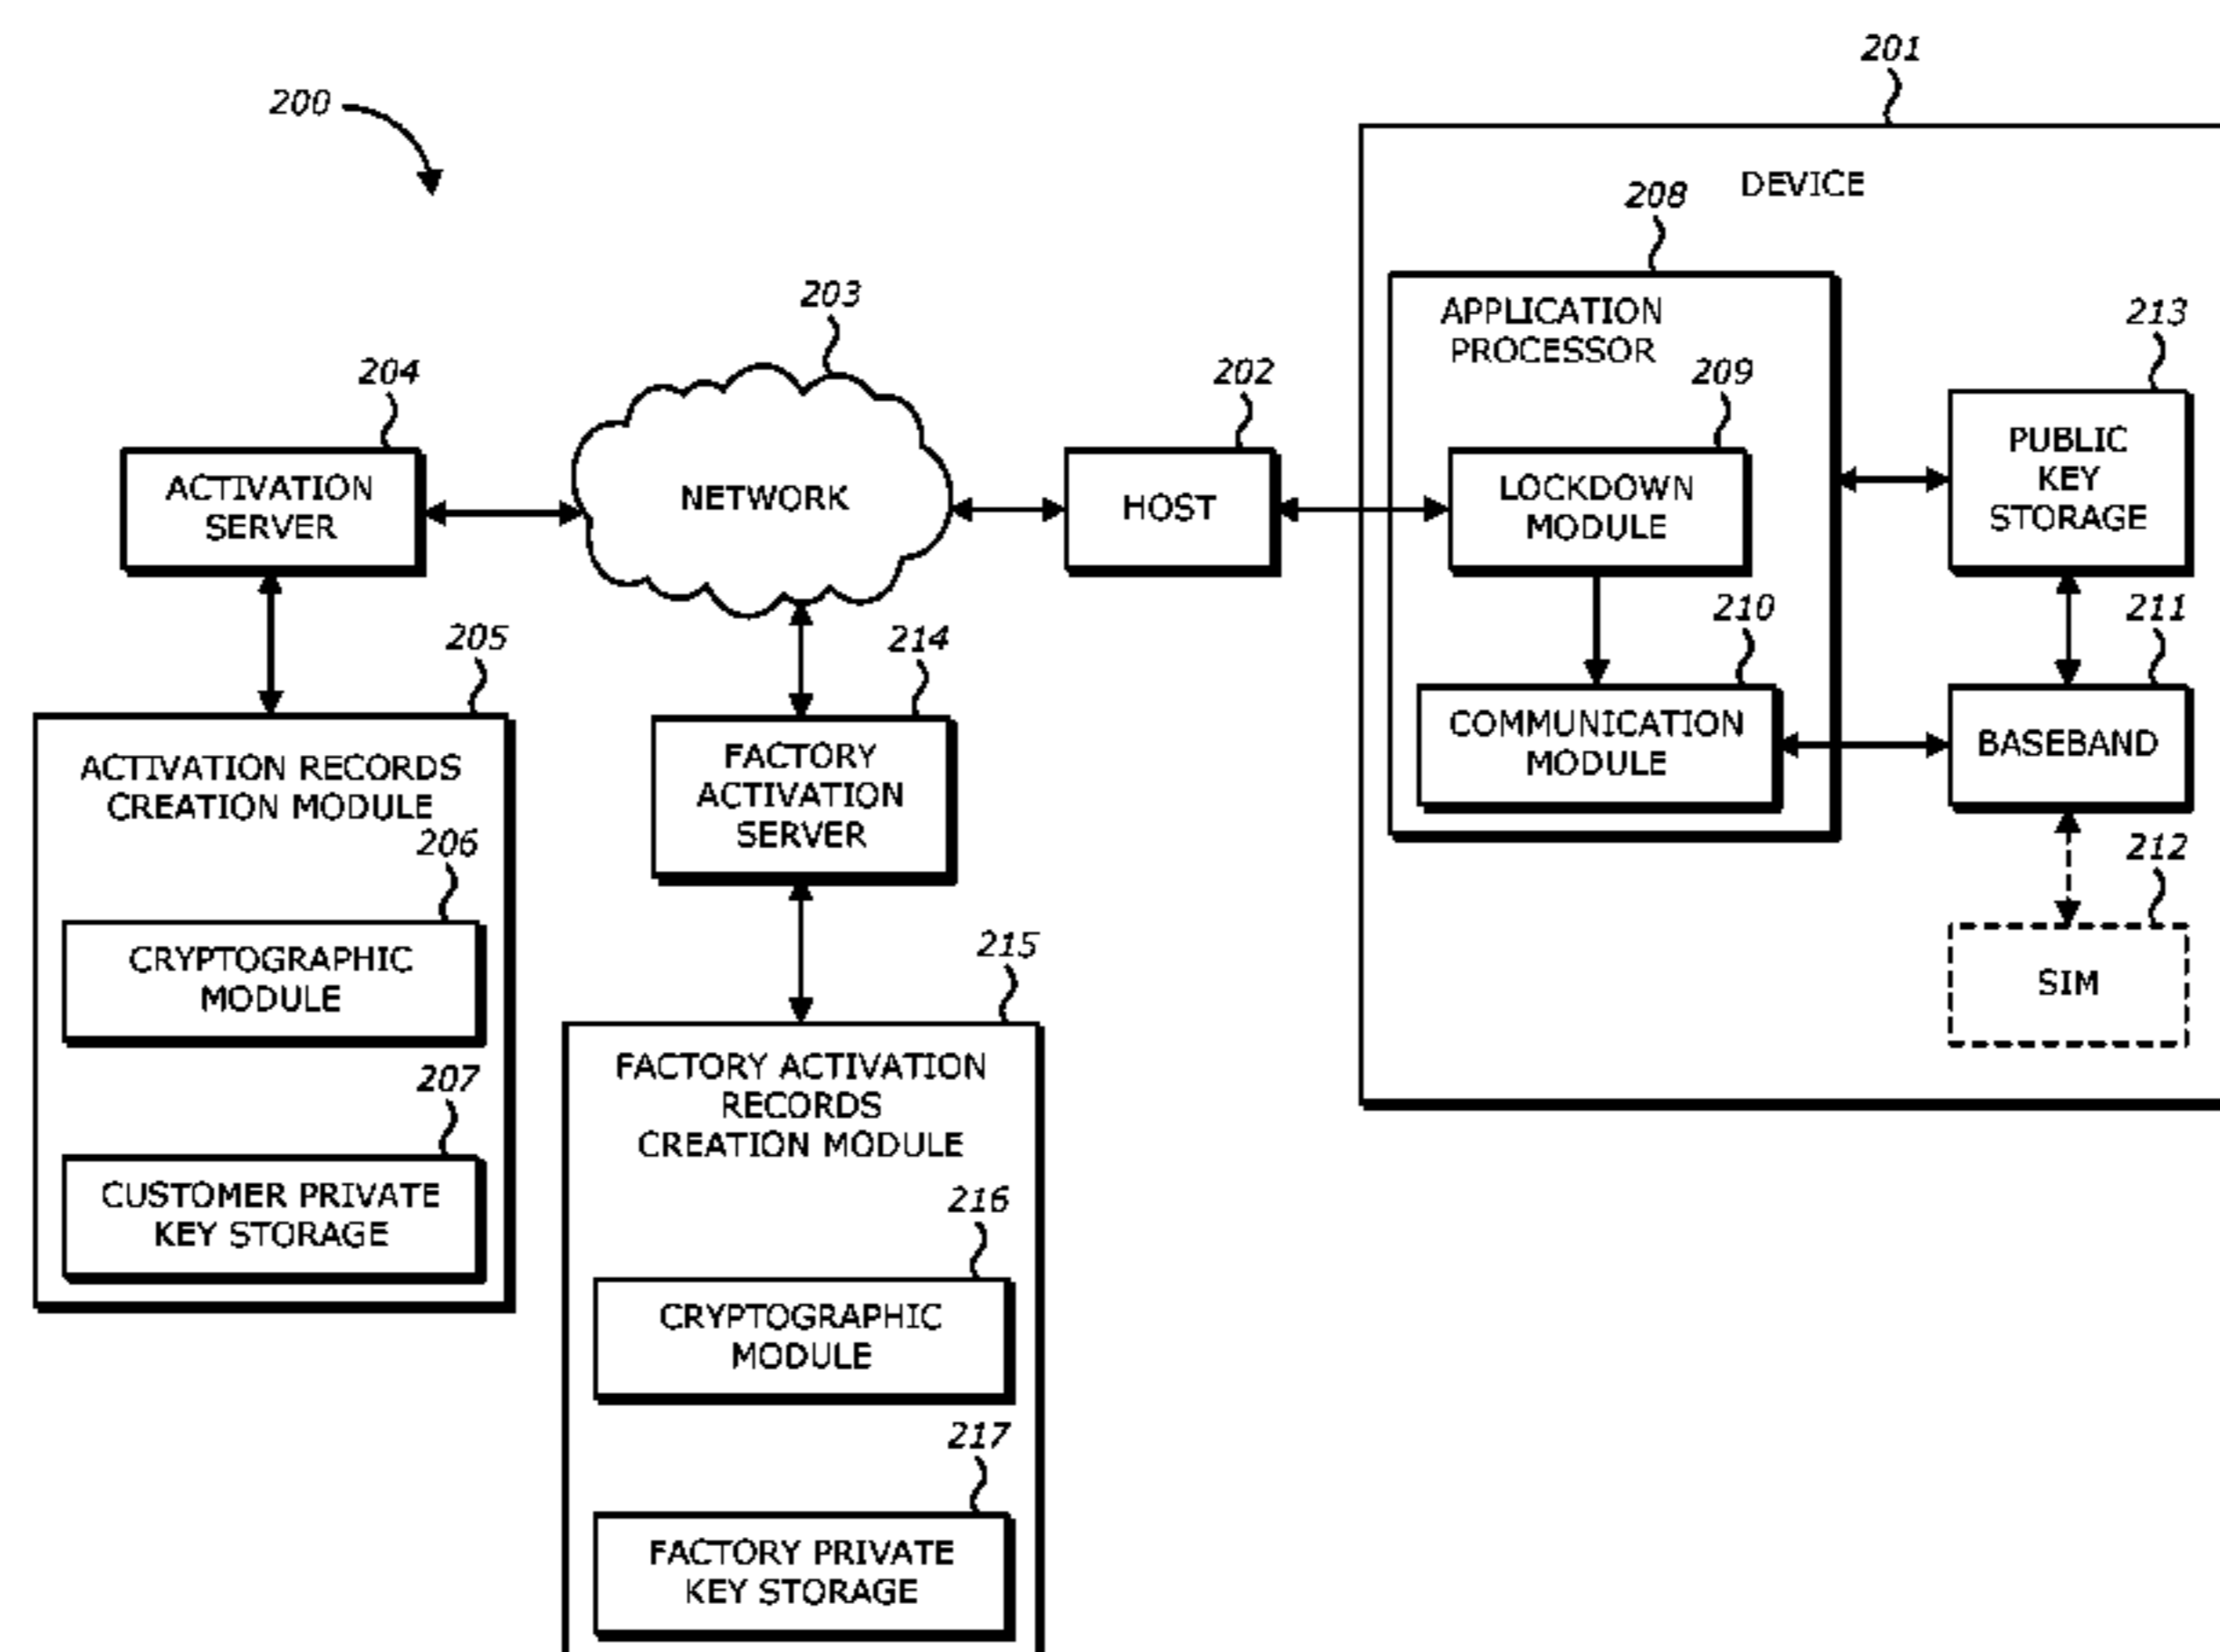 200
201
DEVICE
208
APPLICATION
PROCESSOR
213
PUBLIC
KEY
STORAGE
203
NETWORK
204
ACTIVATION
SERVER
202
HOST
209
LOCKDOWN
MODULE
210
COMMUNICATION
MODULE
211
BASEBAND
212
SIM
205
ACTIVATION RECORDS
CREATION MODULE
206
CRYPTOGRAPHIC
MODULE
207
CUSTOMER PRIVATE
KEY STORAGE
214
FACTORY
ACTIVATION
SERVER
215
FACTORY ACTIVATION
RECORDS
CREATION MODULE
216
CRYPTOGRAPHIC
MODULE
217
FACTORY PRIVATE
KEY STORAGE